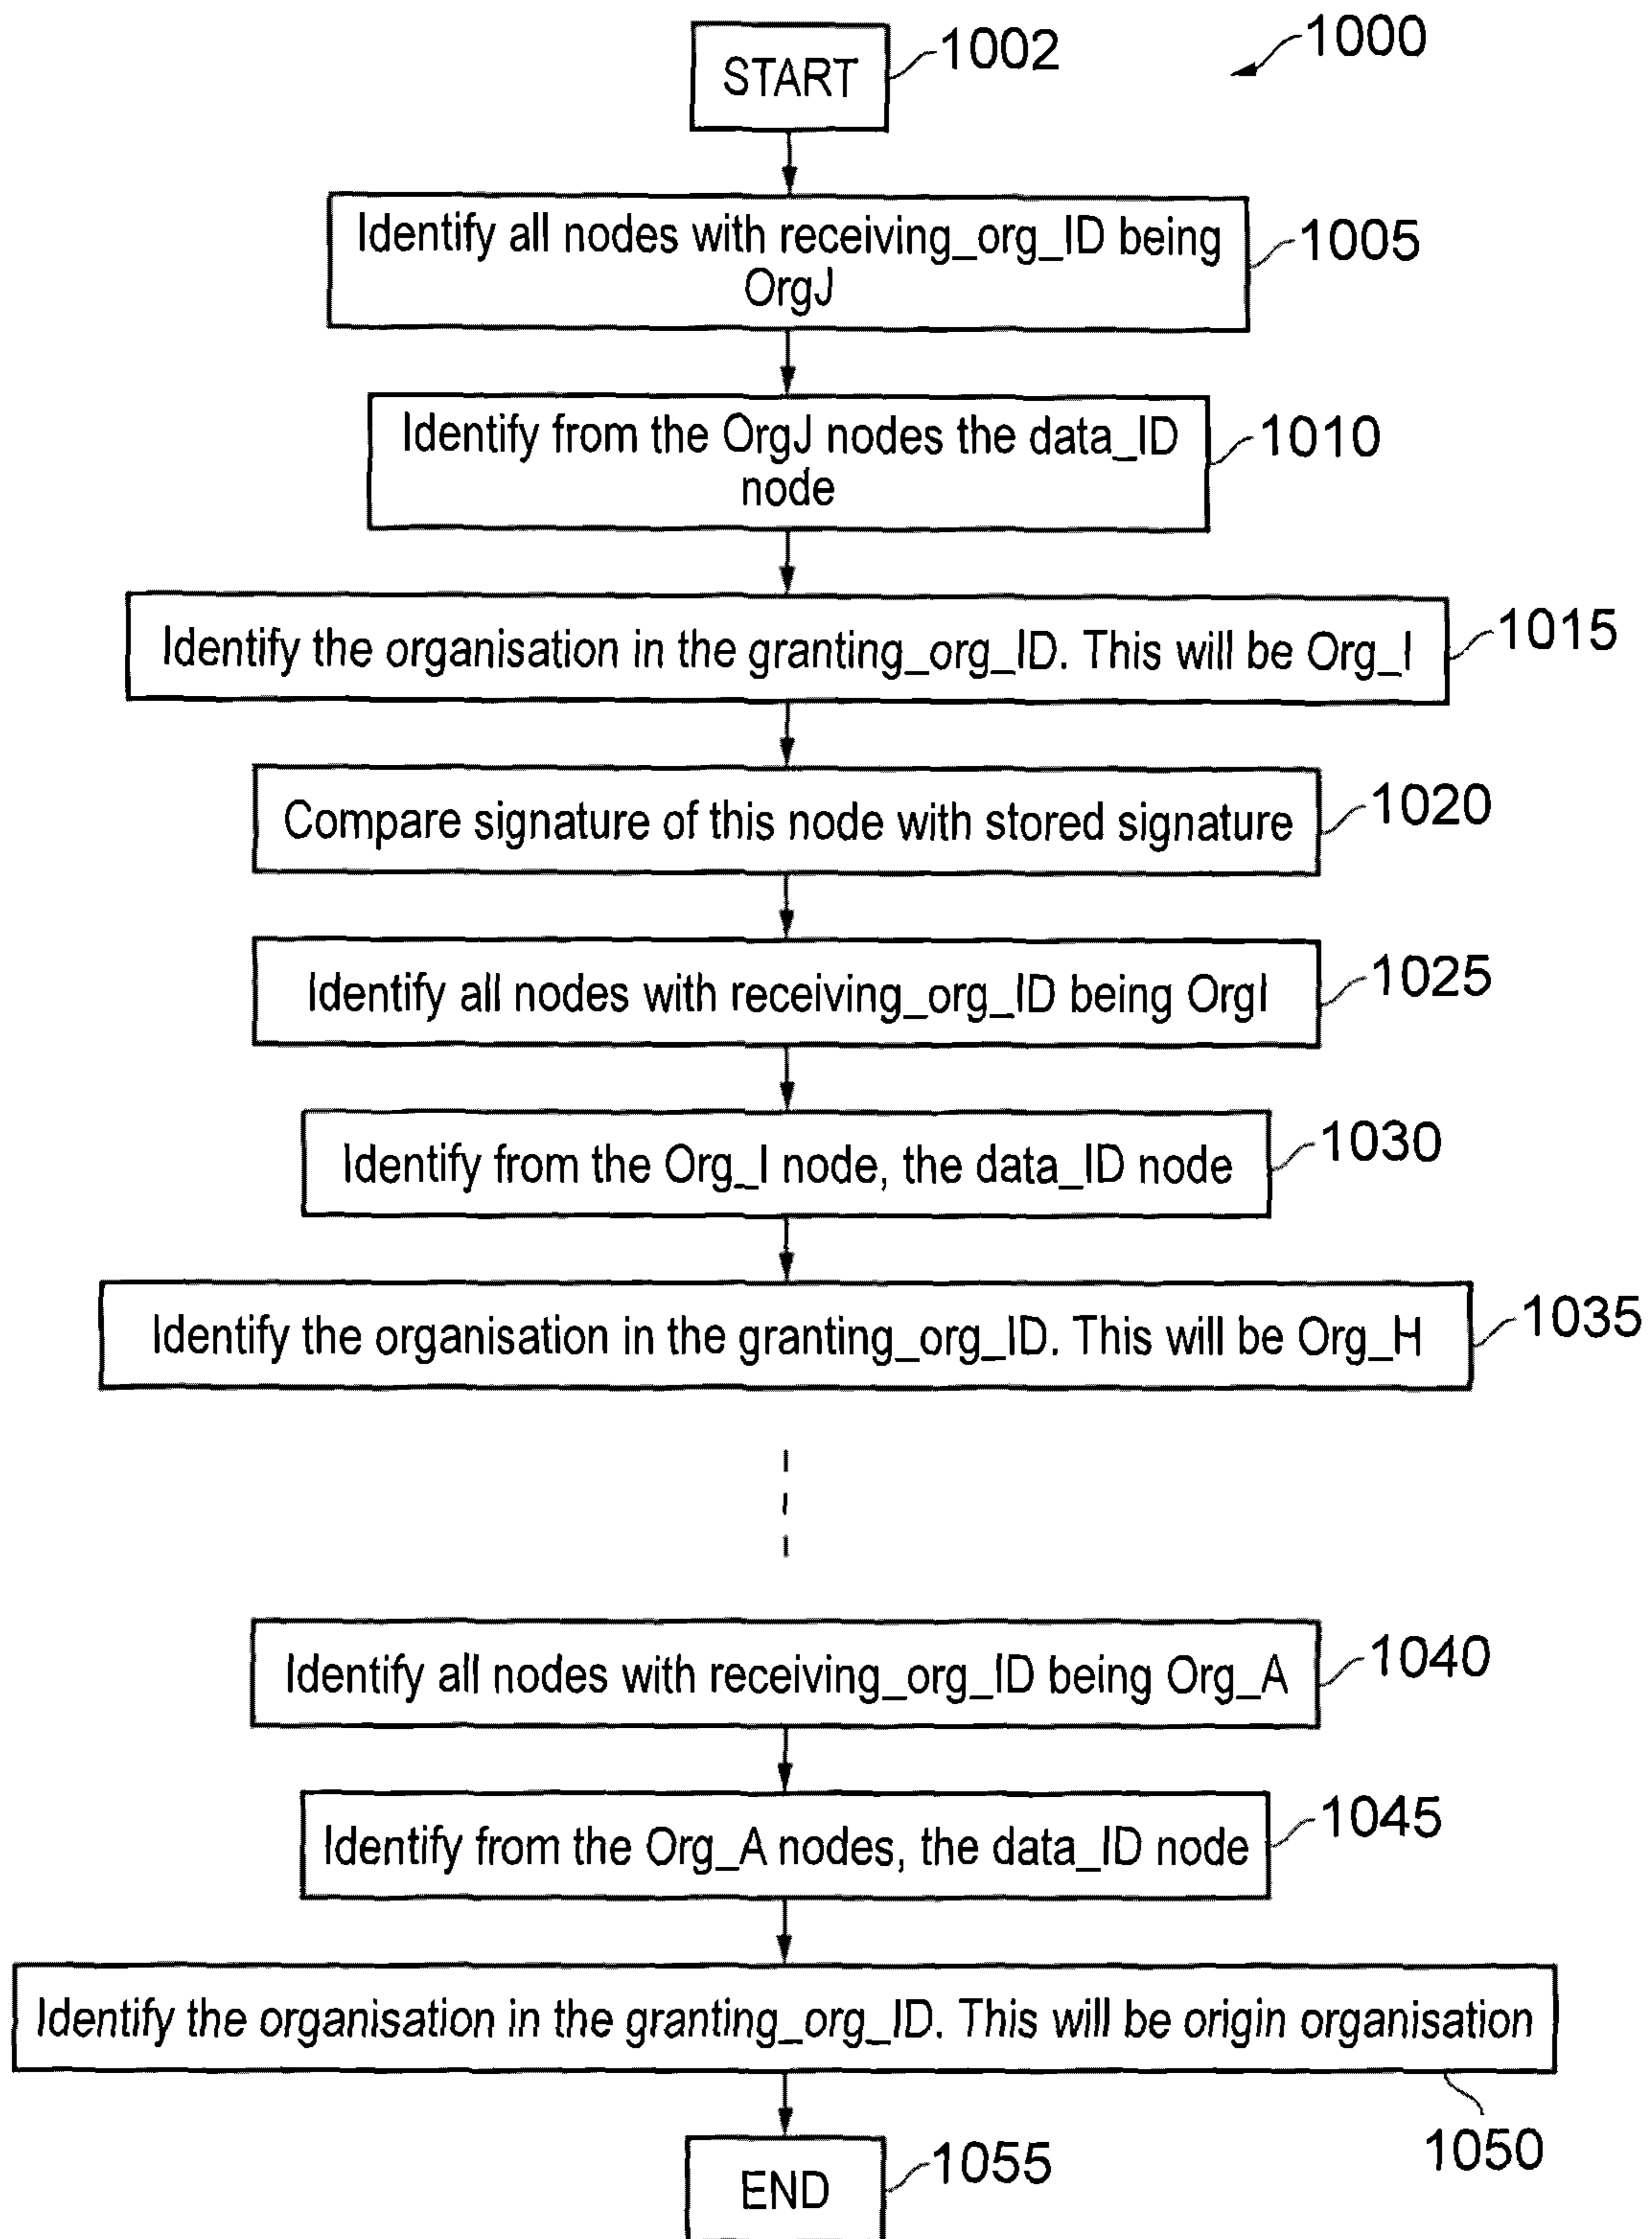 START
1002
1000
Identify all nodes with receiving_org_ID being
OrgJ
1005
Identify from the OrgJ nodes the data_ID
node
1010
Identify the organisation in the granting_org_ID. This will be Org_I
1015
Compare signature of this node with stored signature
1020
Identify all nodes with receiving_org_ID being OrgI
1025
Identify from the Org_I node, the data_ID node
1030
Identify the organisation in the granting_org_ID. This will be Org_H
1035
Identify all nodes with receiving_org_ID being Org_A
1040
Identify from the Org_A nodes, the data_ID node
1045
Identify the organisation in the granting_org_ID. This will be origin organisation
1050
END
1055